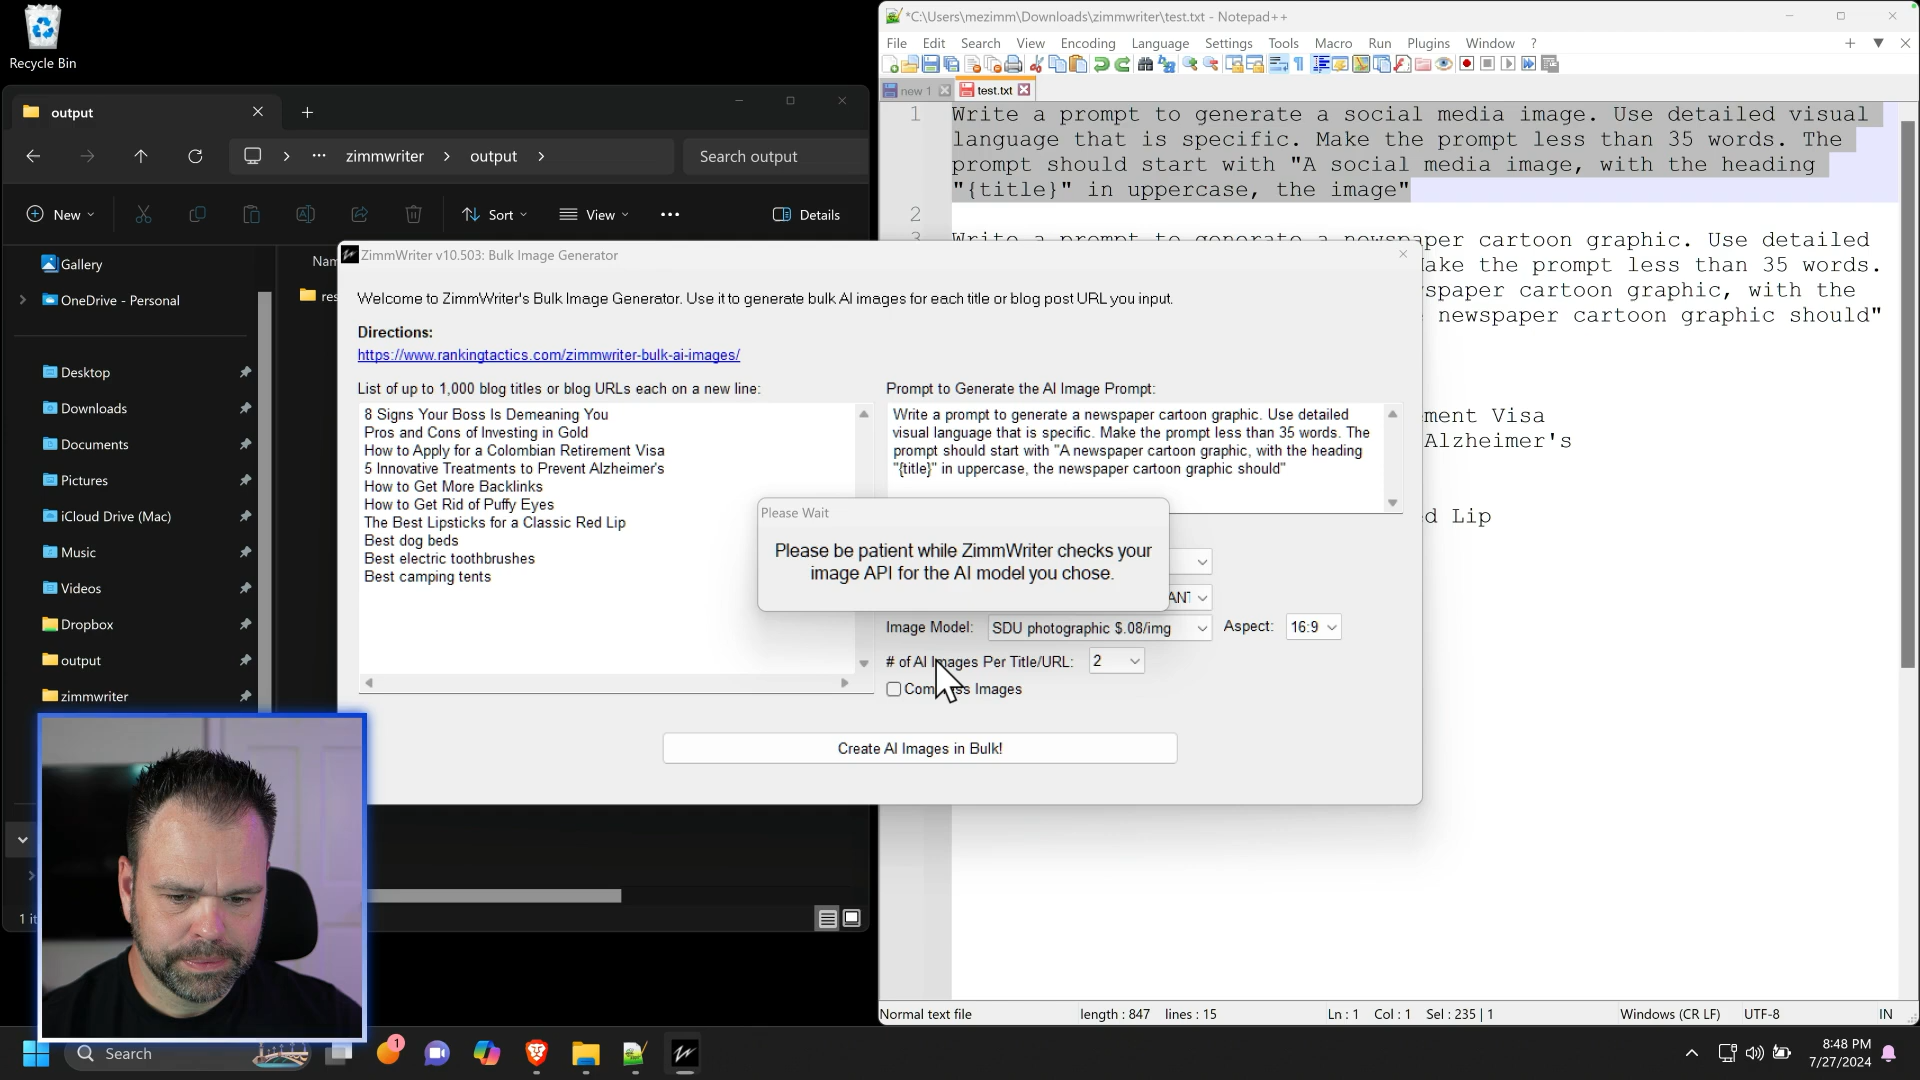 Recycle Bin
output
zimmwriter
output
Search output
New
Sort
View
Details
Gallery
OneDrive - Personal
Desktop
Downloads
Documents
Pictures
iCloud Drive (Mac)
Music
Videos
Dropbox
output
zimmwriter
*C:\Users\mezimm\Downloads\zimmwriter\test.txt - Notepad++
File Edit Search View Encoding Language Settings Tools Macro Run Plugins Window ?
new 1
test.txt
1 Write a prompt to generate a social media image. Use detailed visual
language that is specific. Make the prompt less than 35 words. The
prompt should start with "A social media image, with the heading
"{title}" in uppercase, the image"
2
3 Write a prompt to generate a newspaper cartoon graphic. Use detailed
ake the prompt less than 35 words.
spaper cartoon graphic, with the
newspaper cartoon graphic should"
ment Visa
Alzheimer's
d Lip
ZimmWriter v10.503: Bulk Image Generator
Welcome to ZimmWriter's Bulk Image Generator. Use it to generate bulk AI images for each title or blog post URL you input.
Directions:
https://www.rankingtactics.com/zimmwriter-bulk-ai-images/
List of up to 1,000 blog titles or blog URLs each on a new line:
8 Signs Your Boss Is Demeaning You
Pros and Cons of Investing in Gold
How to Apply for a Colombian Retirement Visa
5 Innovative Treatments to Prevent Alzheimer's
How to Get More Backlinks
How to Get Rid of Puffy Eyes
The Best Lipsticks for a Classic Red Lip
Best dog beds
Best electric toothbrushes
Best camping tents
Prompt to Generate the AI Image Prompt:
Write a prompt to generate a newspaper cartoon graphic. Use detailed
visual language that is specific. Make the prompt less than 35 words. The
prompt should start with "A newspaper cartoon graphic, with the heading
"{title}" in uppercase, the newspaper cartoon graphic should"
Please Wait
Please be patient while ZimmWriter checks your
image API for the AI model you chose.
Image Model: SDU photographic $.08/img Aspect: 16:9
# of AI Images Per Title/URL: 2
Compress Images
Create AI Images in Bulk!
Normal text file length : 847 lines : 15 Ln : 1 Col : 1 Sel : 235 | 1 Windows (CR LF) UTF-8 IN
Search
1
8:48 PM
7/27/2024